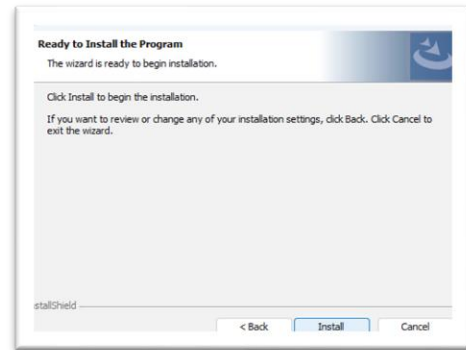 Ready to Install the Program
The wizard is ready to begin installation.
Click Install to begin the installation.
If you want to review or change any of your installation settings, click Back. Click Cancel to
exit the wizard.
stallShield
< Back Install Cancel